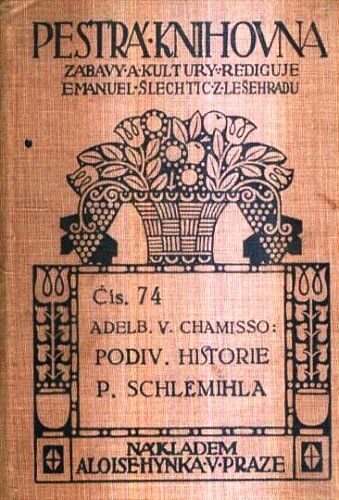 PESTRÁ·KNIHOVNA
ZÁBAVY·A·KULTURY·REDIGUJE
EMANUEL·ŠLECHTIC·Z·LEŠEHRADU
Čís. 74
ADELB. V. CHAMISSO:
PODIV. HISTORIE
P. SCHLEMIHLA
NÁKLADEM
ALOISE·HYNKA·V·PRAZE